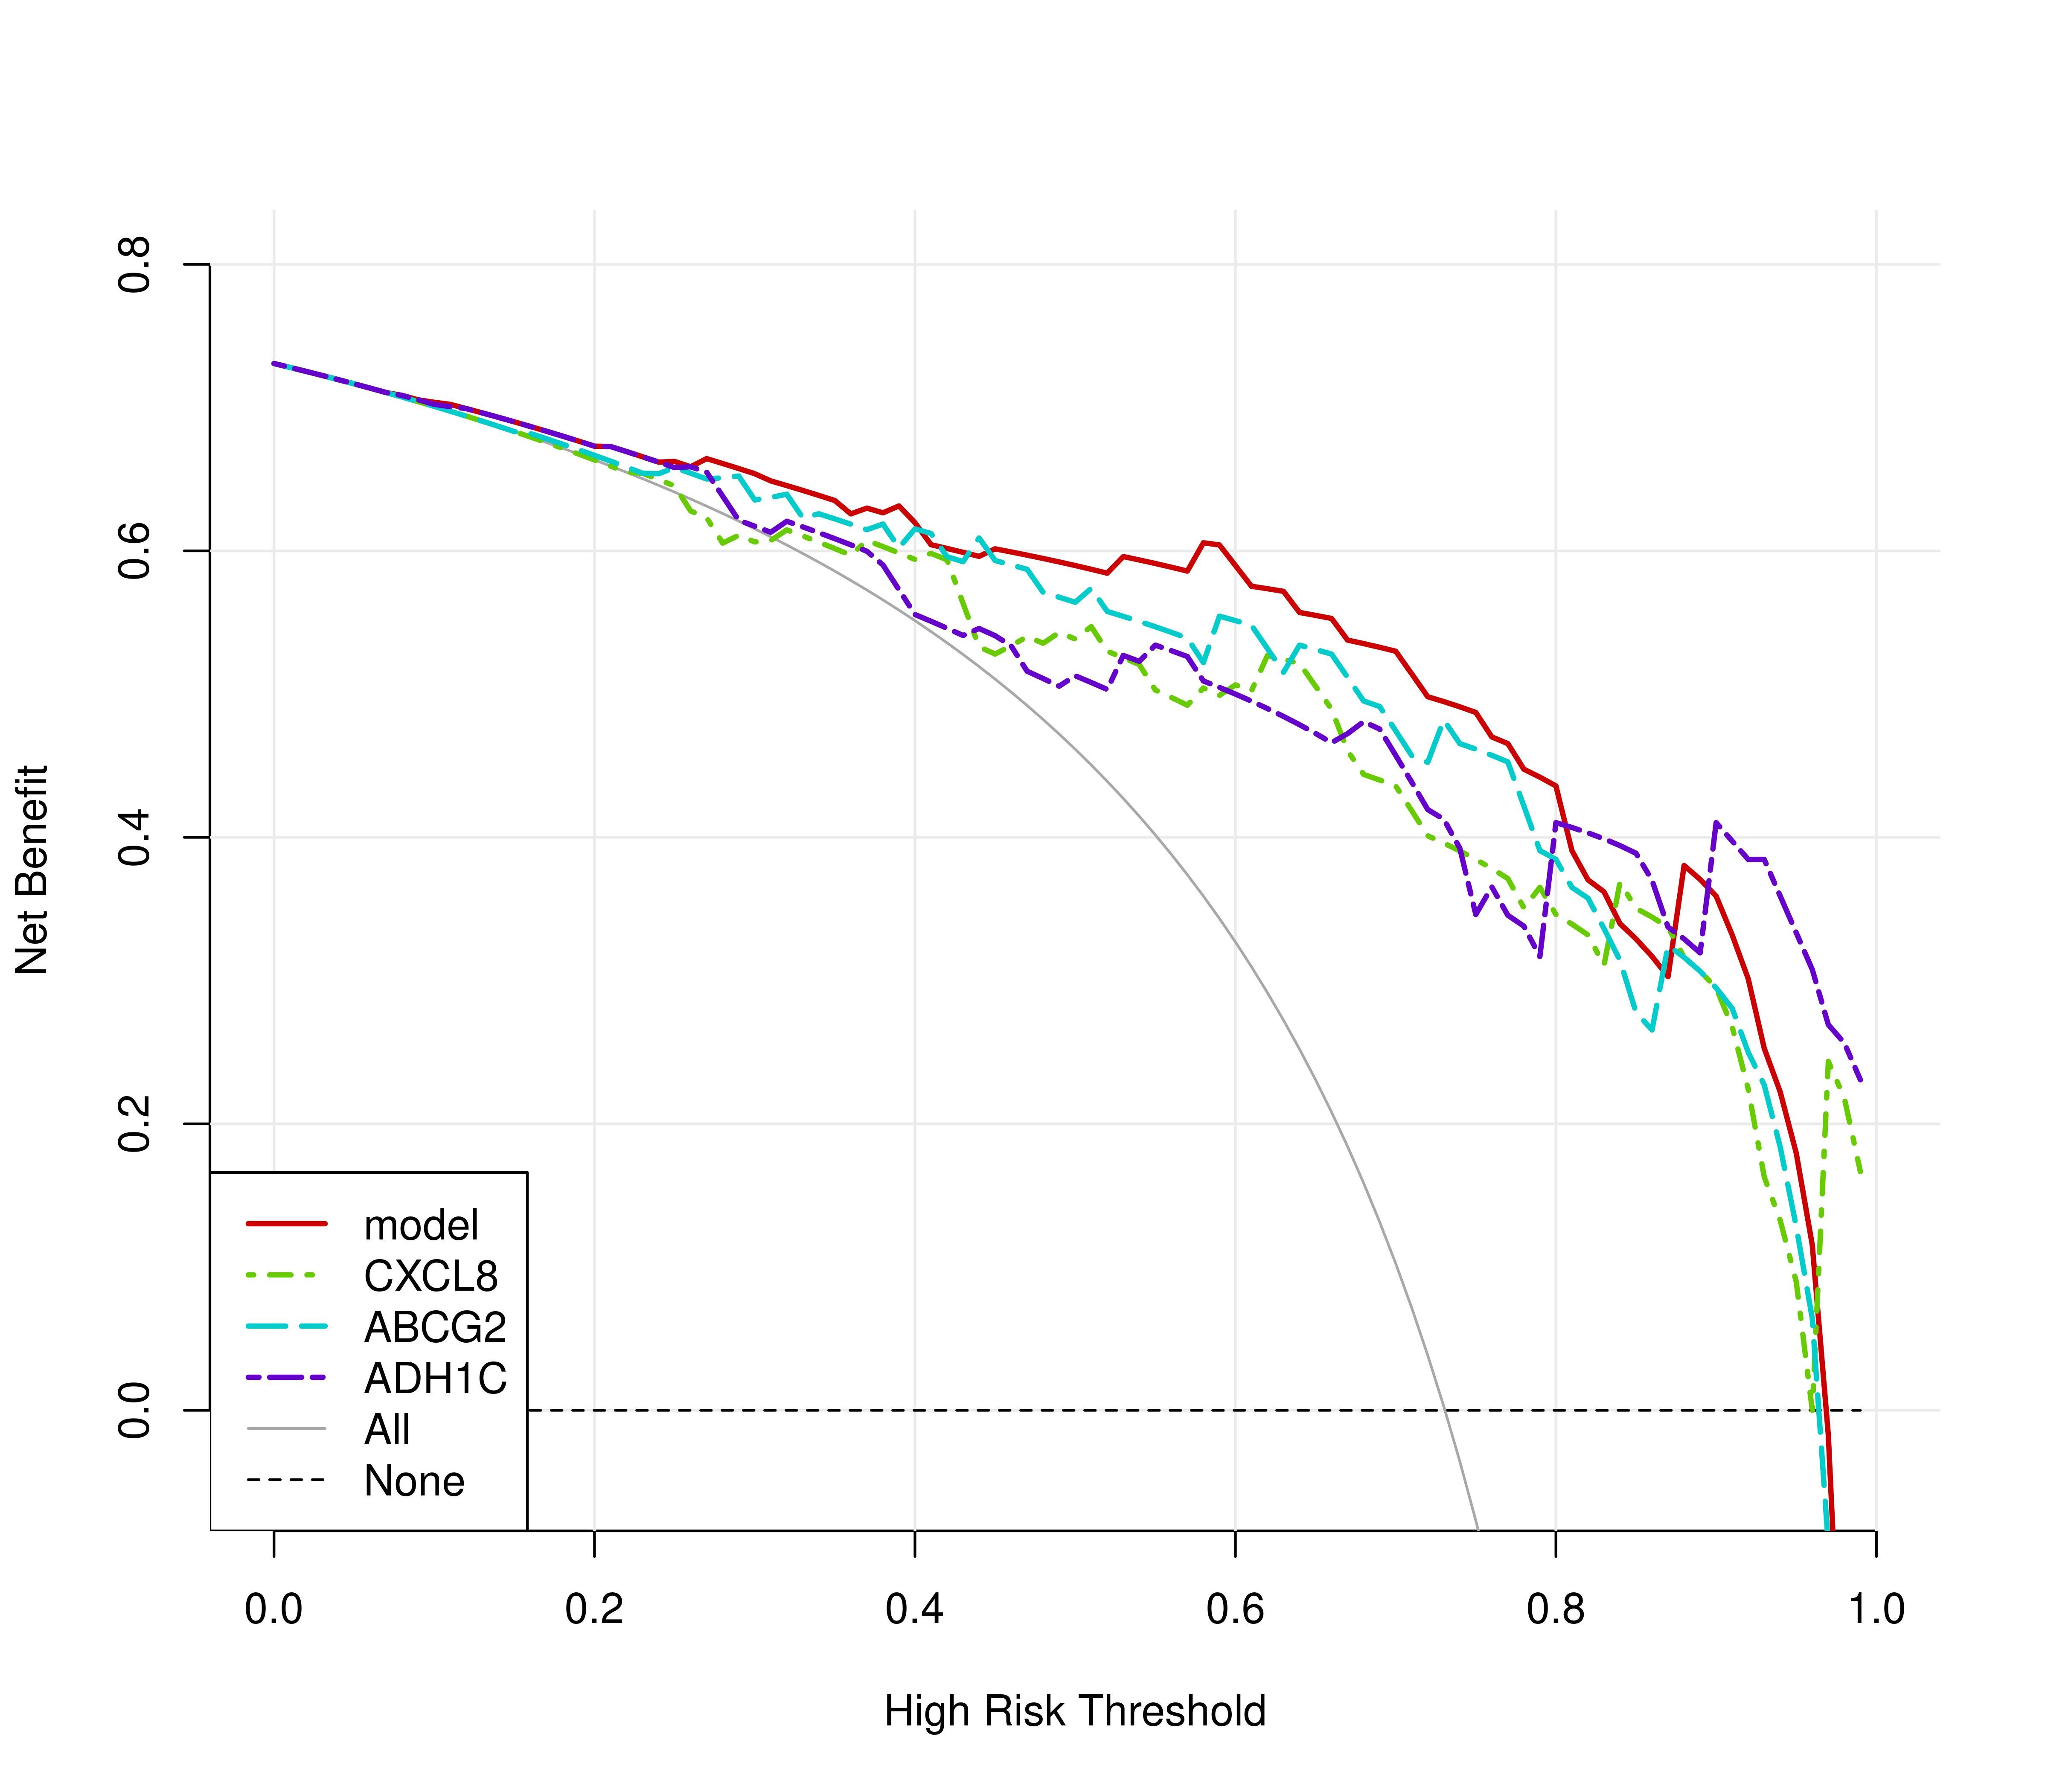 0.8
0.6
0.4
0.2
0.0
Net Benefit
model
CXCL8
ABCG2
ADH1C
All
None
0.0 0.2 0.4 0.6 0.8 1.0
High Risk Threshold